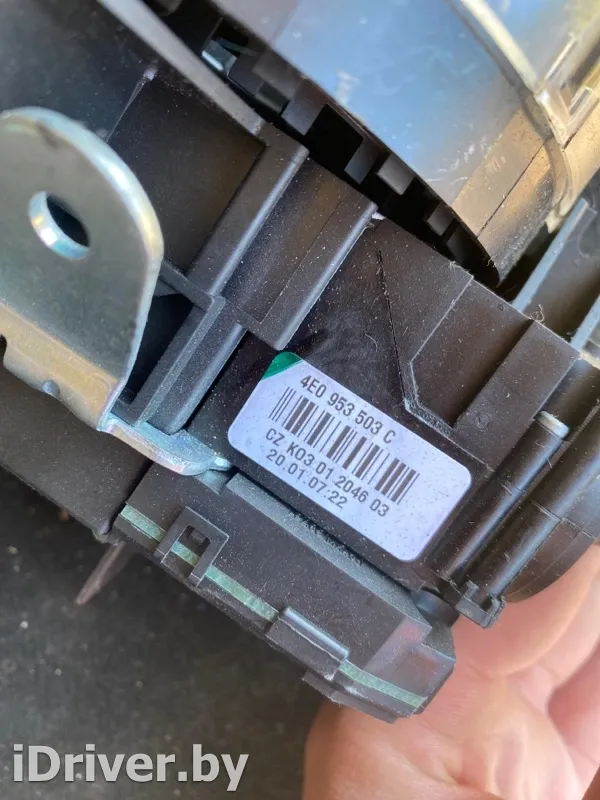 4E0 953 503 C
CZ K03.01 2046 03
20.01.07:22
iDriver.by